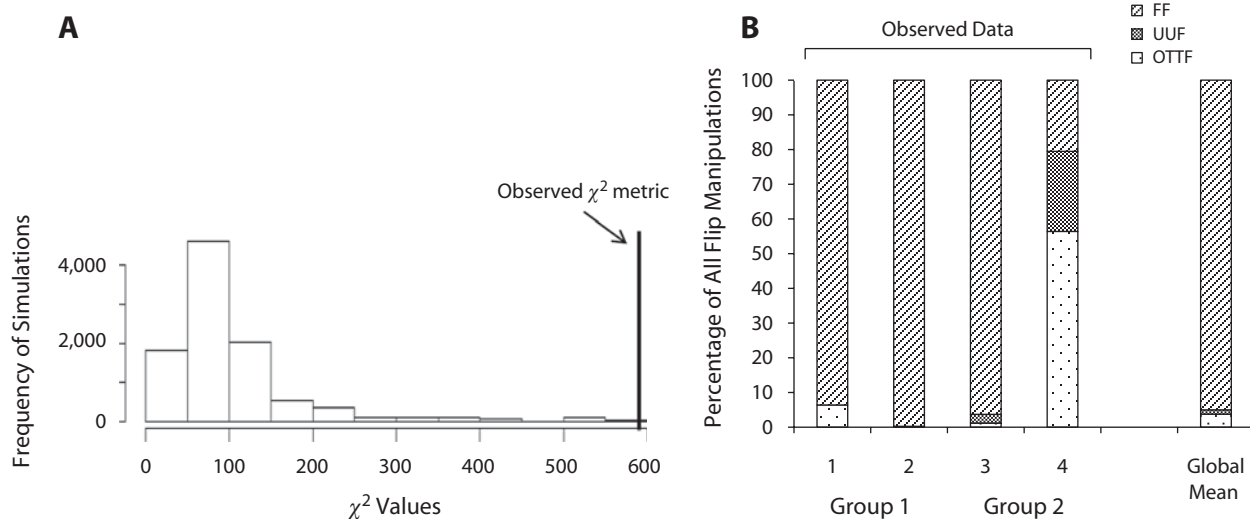 A
Observed χ² metric
Frequency of Simulations
4,000
2,000
0
0 100 200 300 400 500 600
χ² Values
B
FF
UUF
OTTF
Observed Data
Percentage of All Flip Manipulations
100
90
80
70
60
50
40
30
20
10
0
1 2 3 4 Global
Mean
Group 1 Group 2